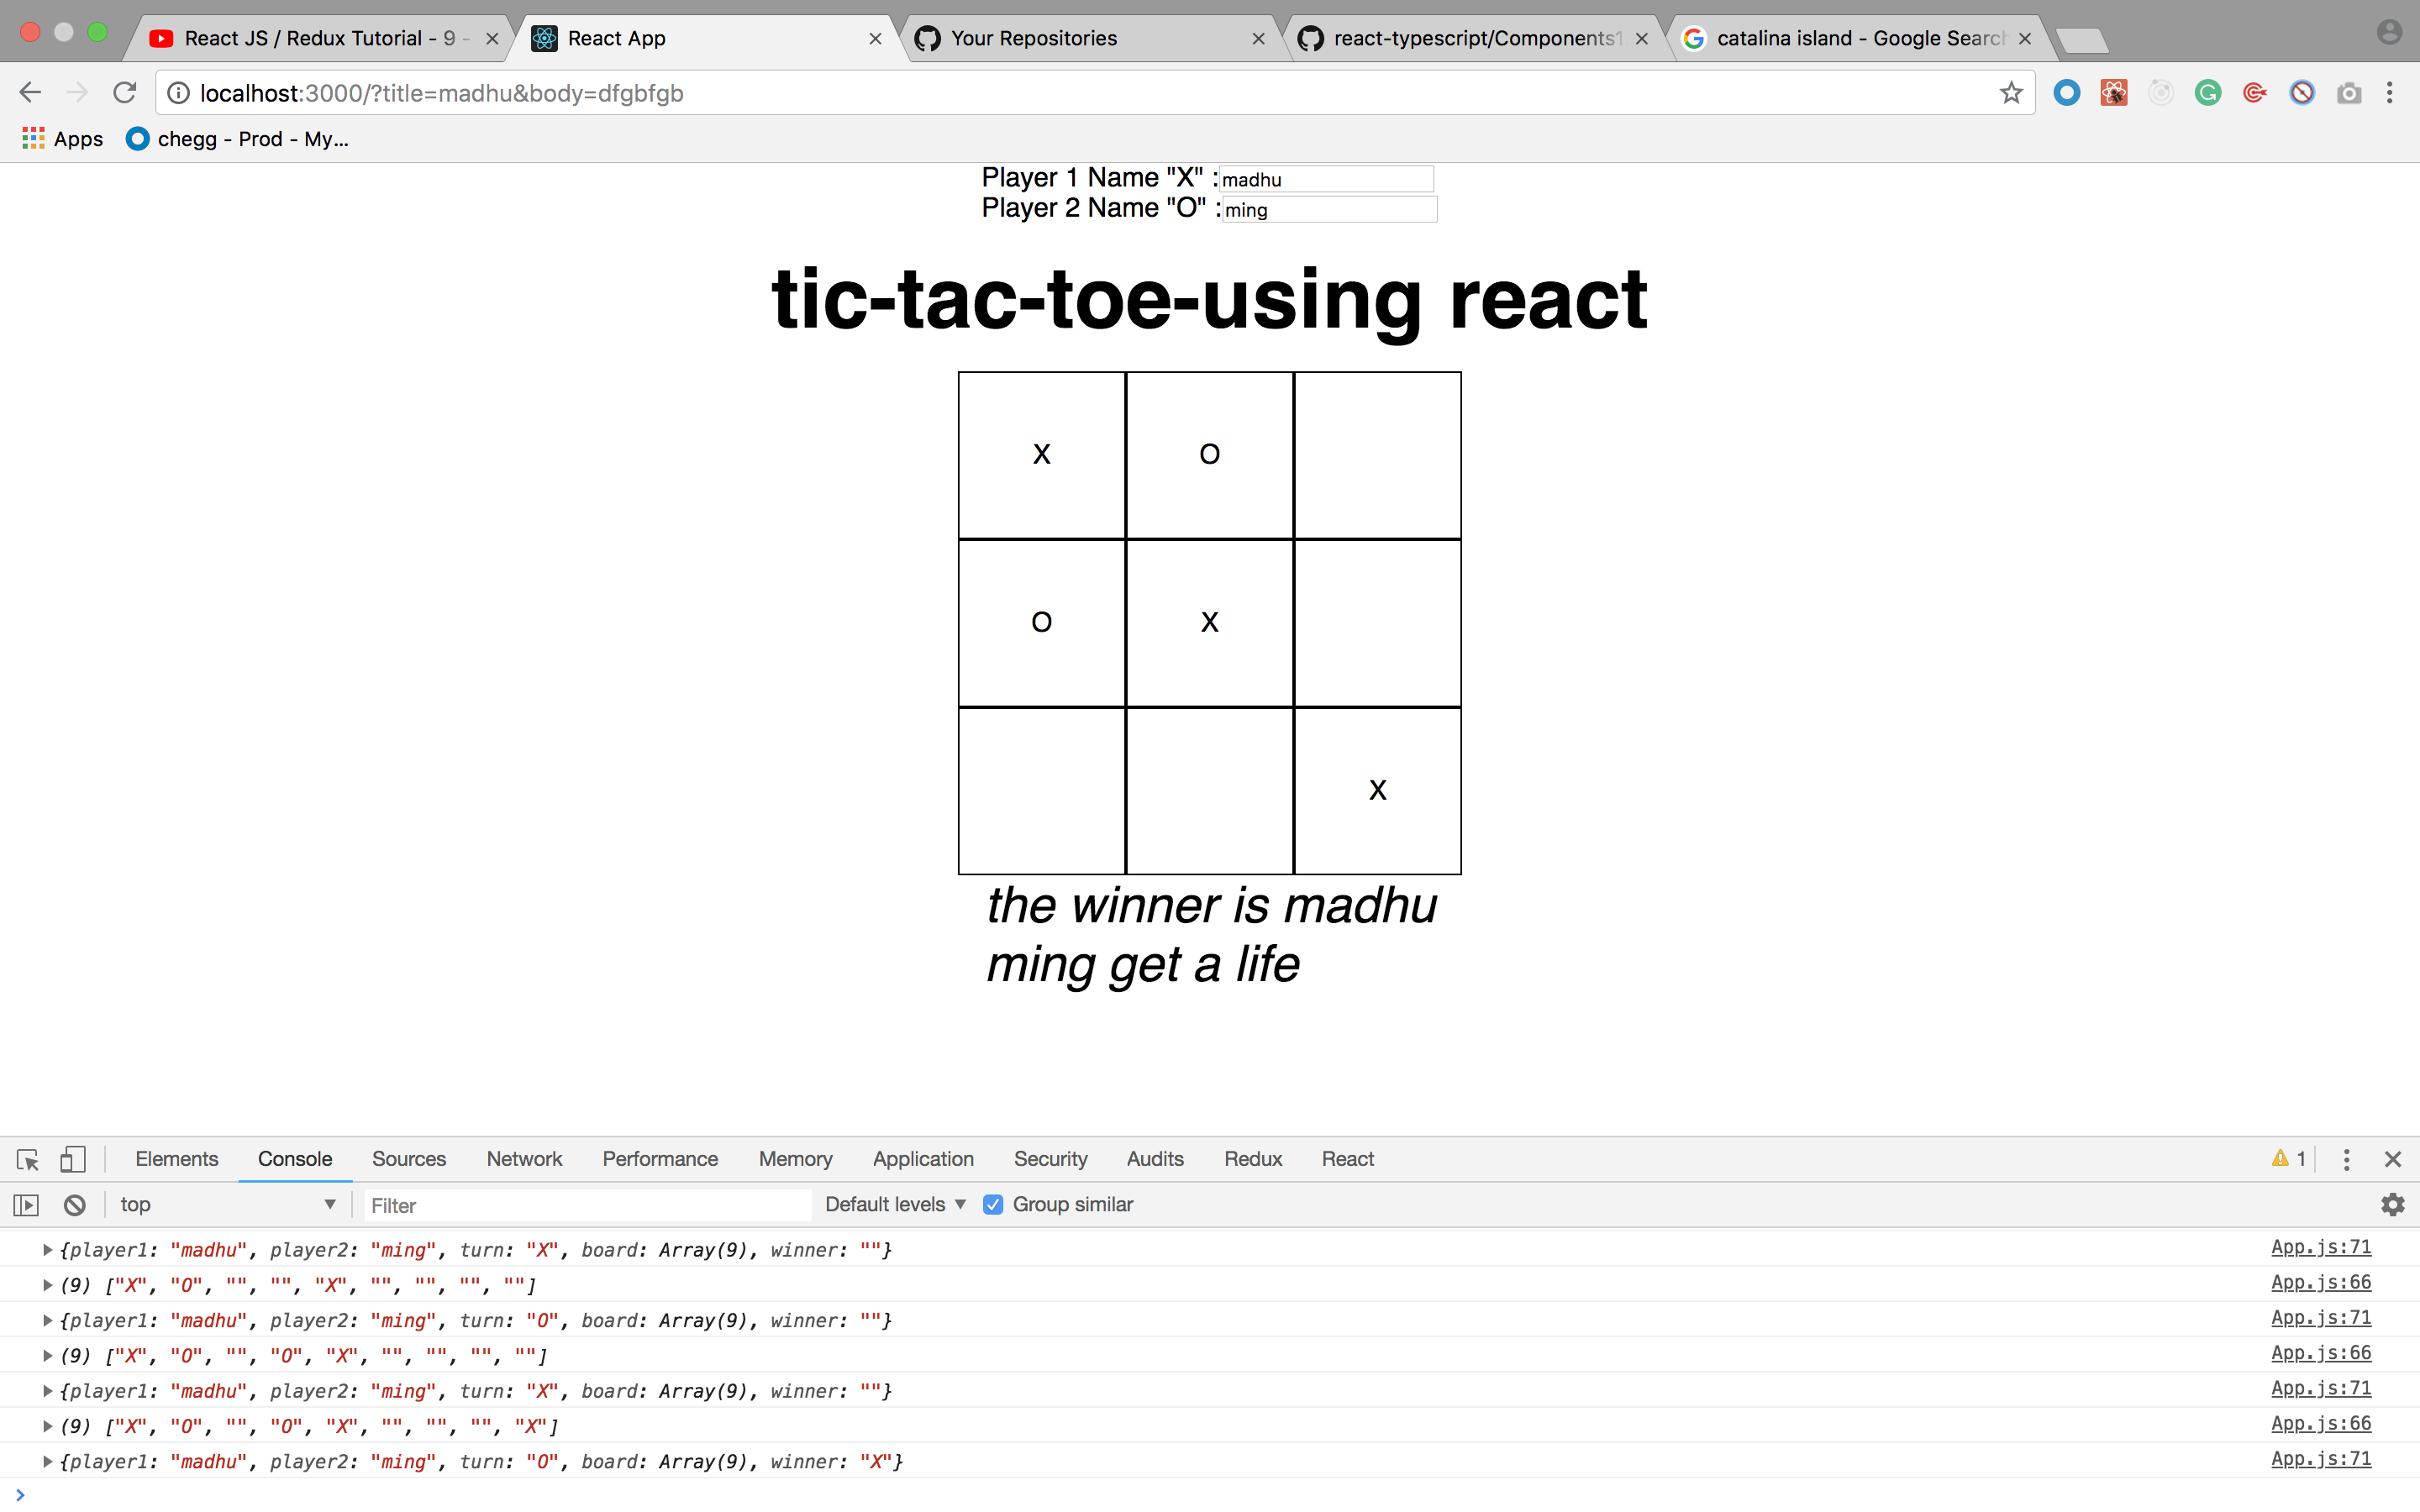 React JS / Redux Tutorial - 9 -
React App
Your Repositories
react-typescript/Components1
catalina island - Google Search
localhost:3000/?title=madhu&body=dfgbfgb
Apps
chegg - Prod - My...
Player 1 Name "X" :madhu
Player 2 Name "O" :ming
tic-tac-toe-using react
X O
O X
X
the winner is madhu
ming get a life
Elements Console Sources Network Performance Memory Application Security Audits Redux React 1
top Filter Default levels Group similar
{player1: "madhu", player2: "ming", turn: "X", board: Array(9), winner: ""} App.js:71
(9) ["X", "O", "", "", "X", "", "", "", ""] App.js:66
{player1: "madhu", player2: "ming", turn: "O", board: Array(9), winner: ""} App.js:71
(9) ["X", "O", "", "O", "X", "", "", "", ""] App.js:66
{player1: "madhu", player2: "ming", turn: "X", board: Array(9), winner: ""} App.js:71
(9) ["X", "O", "", "O", "X", "", "", "", "X"] App.js:66
{player1: "madhu", player2: "ming", turn: "O", board: Array(9), winner: "X"} App.js:71